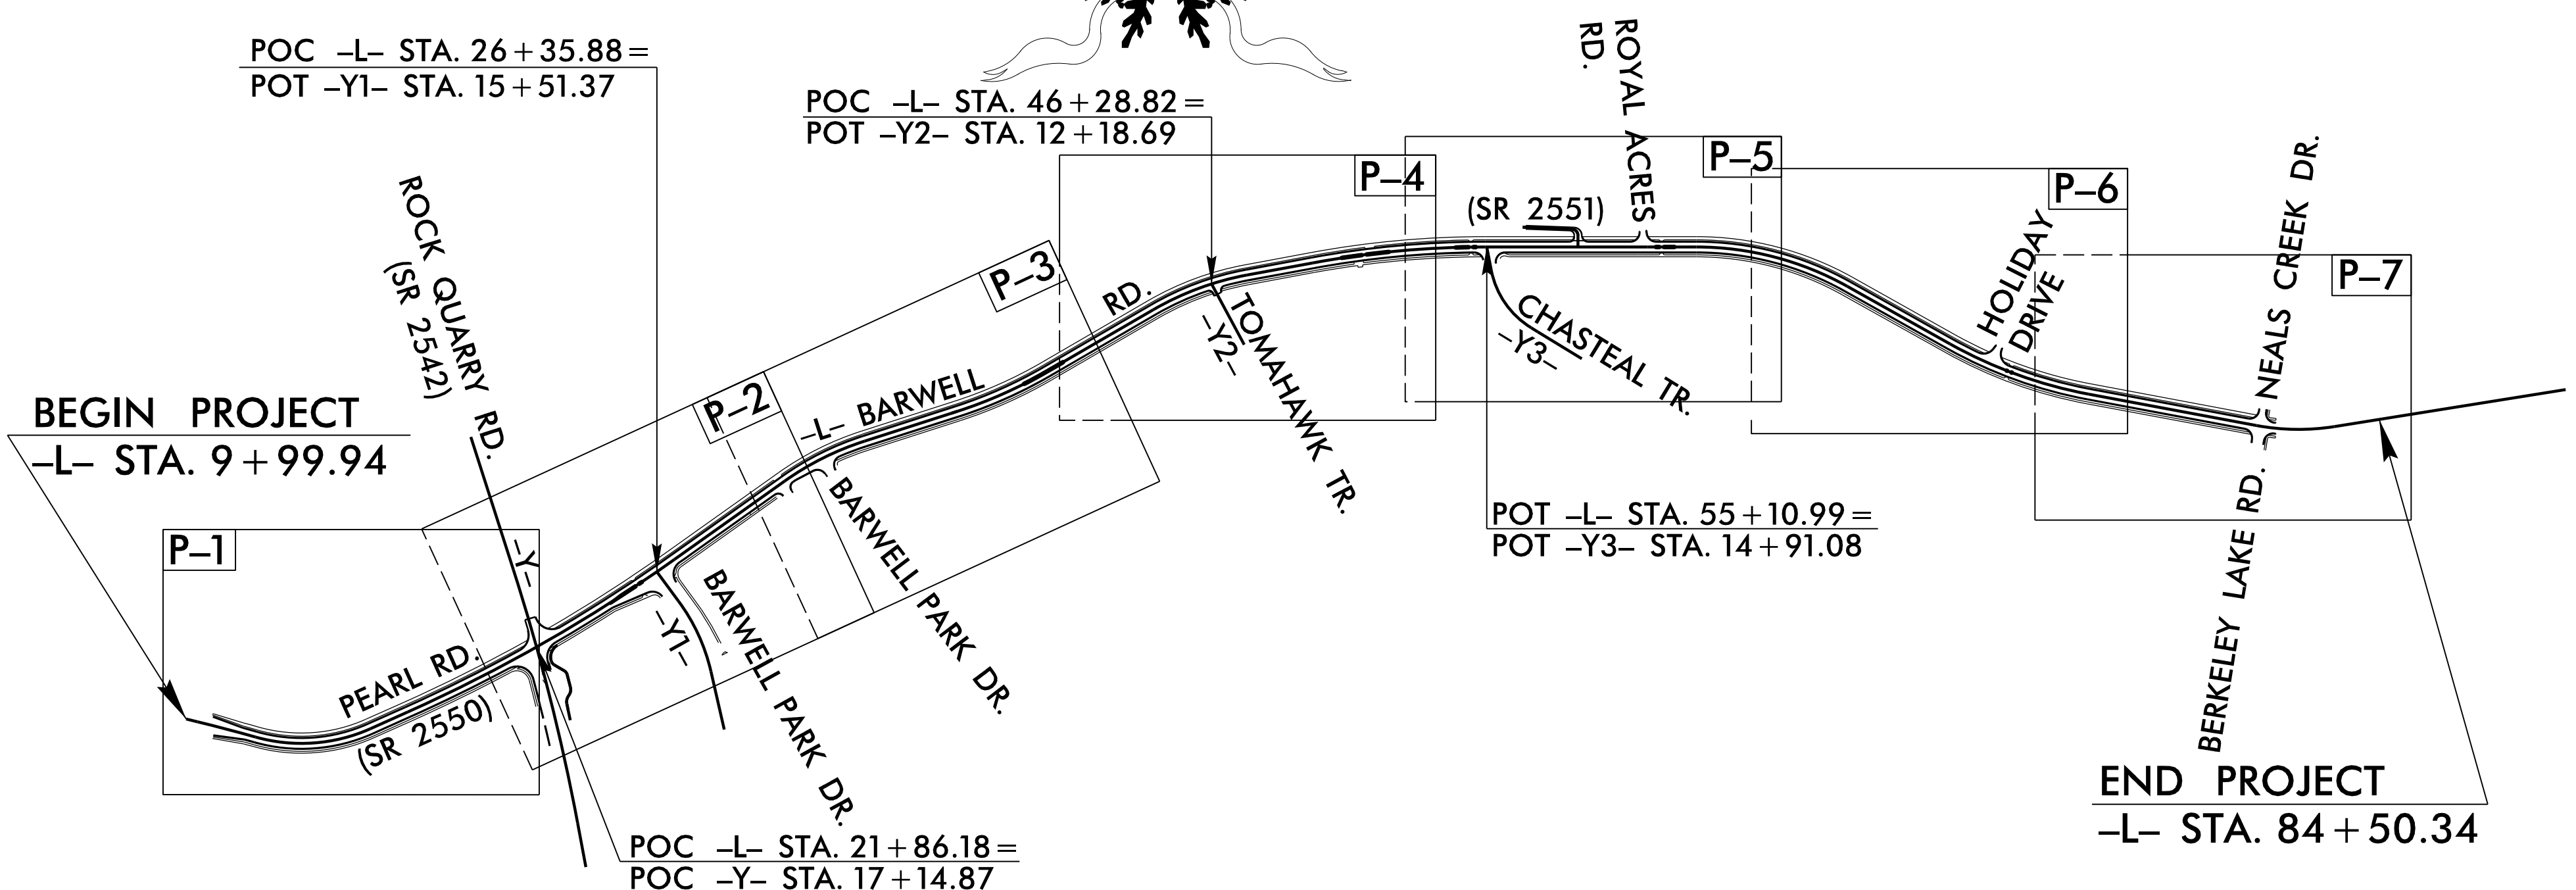 POC –L– STA. 26+35.88=
POT –Y1– STA. 15+51.37
POC –L– STA. 46+28.82=
POT –Y2– STA. 12+18.69
ROYAL ACRES
RD.
P–4
P–5
P–6
P–7
(SR 2551)
ROCK QUARRY RD.
(SR 2542)
P–3
P–2
P–1
RD.
–L– BARWELL
TOMAHAWK TR.
–Y2–
CHASTEAL TR.
–Y3–
HOLIDAY
DRIVE
NEALS CREEK DR.
BEGIN PROJECT
–L– STA. 9+99.94
–Y–
BARWELL PARK DR.
–Y1–
BARWELL PARK DR.
POT –L– STA. 55+10.99=
POT –Y3– STA. 14+91.08
BERKELEY LAKE RD.
PEARL RD.
(SR 2550)
END PROJECT
–L– STA. 84+50.34
POC –L– STA. 21+86.18=
POC –Y– STA. 17+14.87